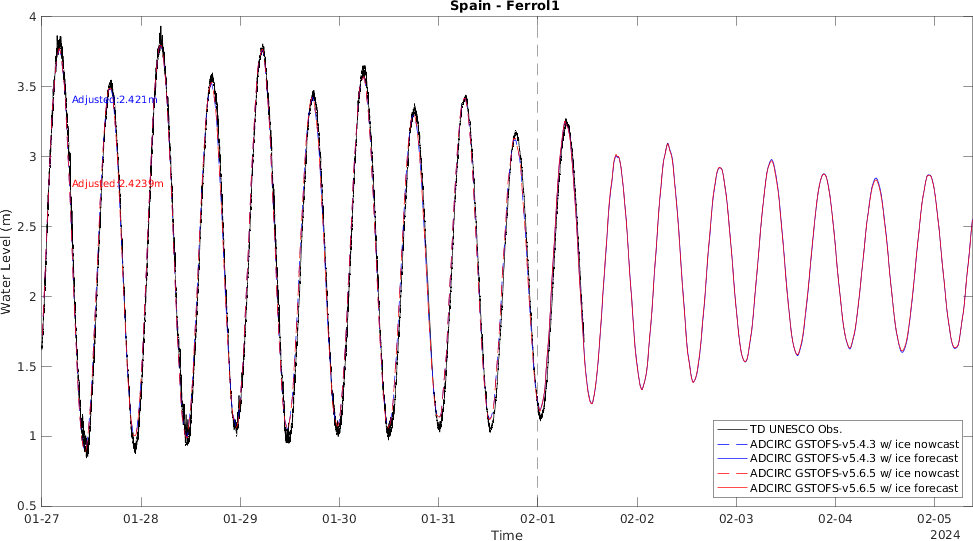 Spain - Ferrol1
4
3.5
3
2.5
2
1.5
1
0.5
Water Level (m)
Adjusted:2.421m
Adjusted:2.4239m
TD UNESCO Obs.
ADCIRC GSTOFS-v5.4.3 w/ ice nowcast
ADCIRC GSTOFS-v5.4.3 w/ ice forecast
ADCIRC GSTOFS-v5.6.5 w/ ice nowcast
ADCIRC GSTOFS-v5.6.5 w/ ice forecast
01-27 01-28 01-29 01-30 01-31 02-01 02-02 02-03 02-04 02-05
Time
2024